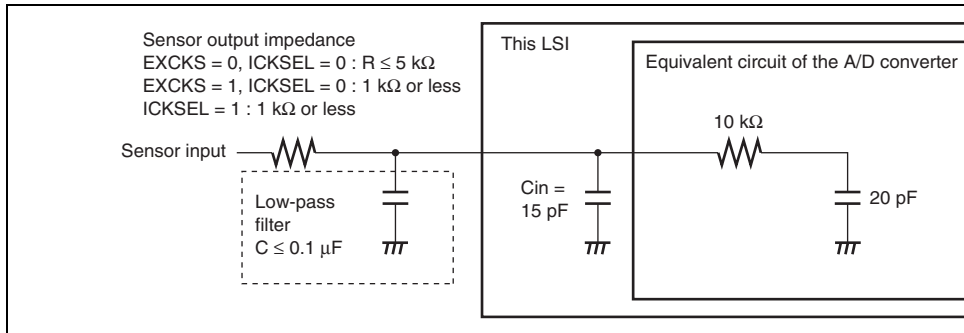 Sensor output impedance
EXCKS = 0, ICKSEL = 0 : R ≤ 5 kΩ
EXCKS = 1, ICKSEL = 0 : 1 kΩ or less
ICKSEL = 1 : 1 kΩ or less
Sensor input
Low-pass
filter
C ≤ 0.1 μF
This LSI
Cin =
15 pF
Equivalent circuit of the A/D converter
10 kΩ
20 pF